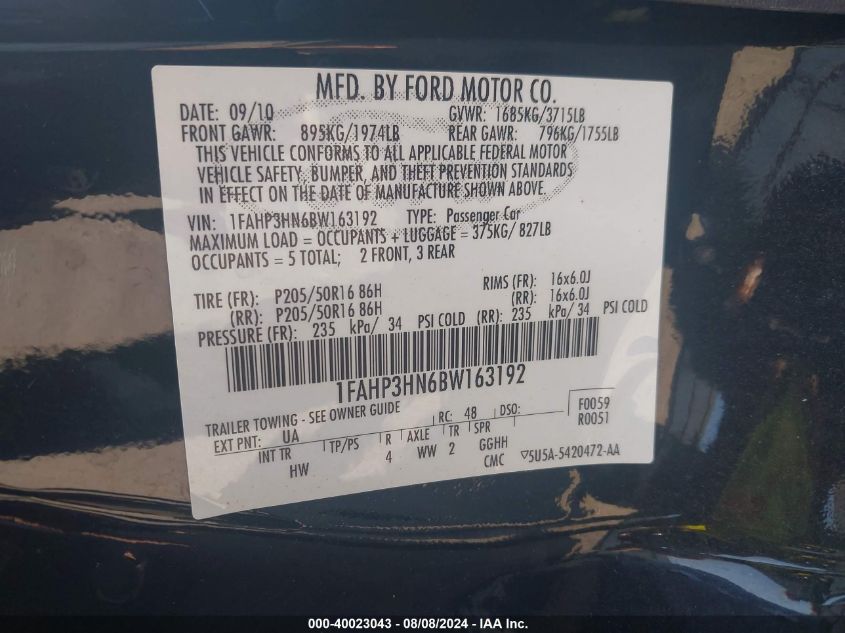 MFD. BY FORD MOTOR CO.
DATE: 09/10 GVWR: 1685KG/3715LB
FRONT GAWR: 895KG/1974LB REAR GAWR: 796KG/1755LB
THIS VEHICLE CONFORMS TO ALL APPLICABLE FEDERAL MOTOR
VEHICLE SAFETY, BUMPER, AND THEFT PREVENTION STANDARDS
IN EFFECT ON THE DATE OF MANUFACTURE SHOWN ABOVE.
VIN: 1FAHP3HN6BW163192 TYPE: Passenger Car
MAXIMUM LOAD = OCCUPANTS + LUGGAGE = 375KG/ 827LB
OCCUPANTS = 5 TOTAL; 2 FRONT, 3 REAR
TIRE (FR): P205/50R16 86H RIMS (FR): 16x6.0J
(RR): P205/50R16 86H (RR): 16x6.0J
PRESSURE (FR): 235 kPa/ 34 PSI COLD (RR): 235 kPa/ 34 PSI COLD
1FAHP3HN6BW163192
TRAILER TOWING - SEE OWNER GUIDE RC: 48 DSO: F0059
EXT PNT: UA R0051
INT TR TP/PS R AXLE TR SPR
HW 4 WW 2 GGHH
CMC 5U5A-5420472-AA
000-40023043 - 08/08/2024 - IAA Inc.